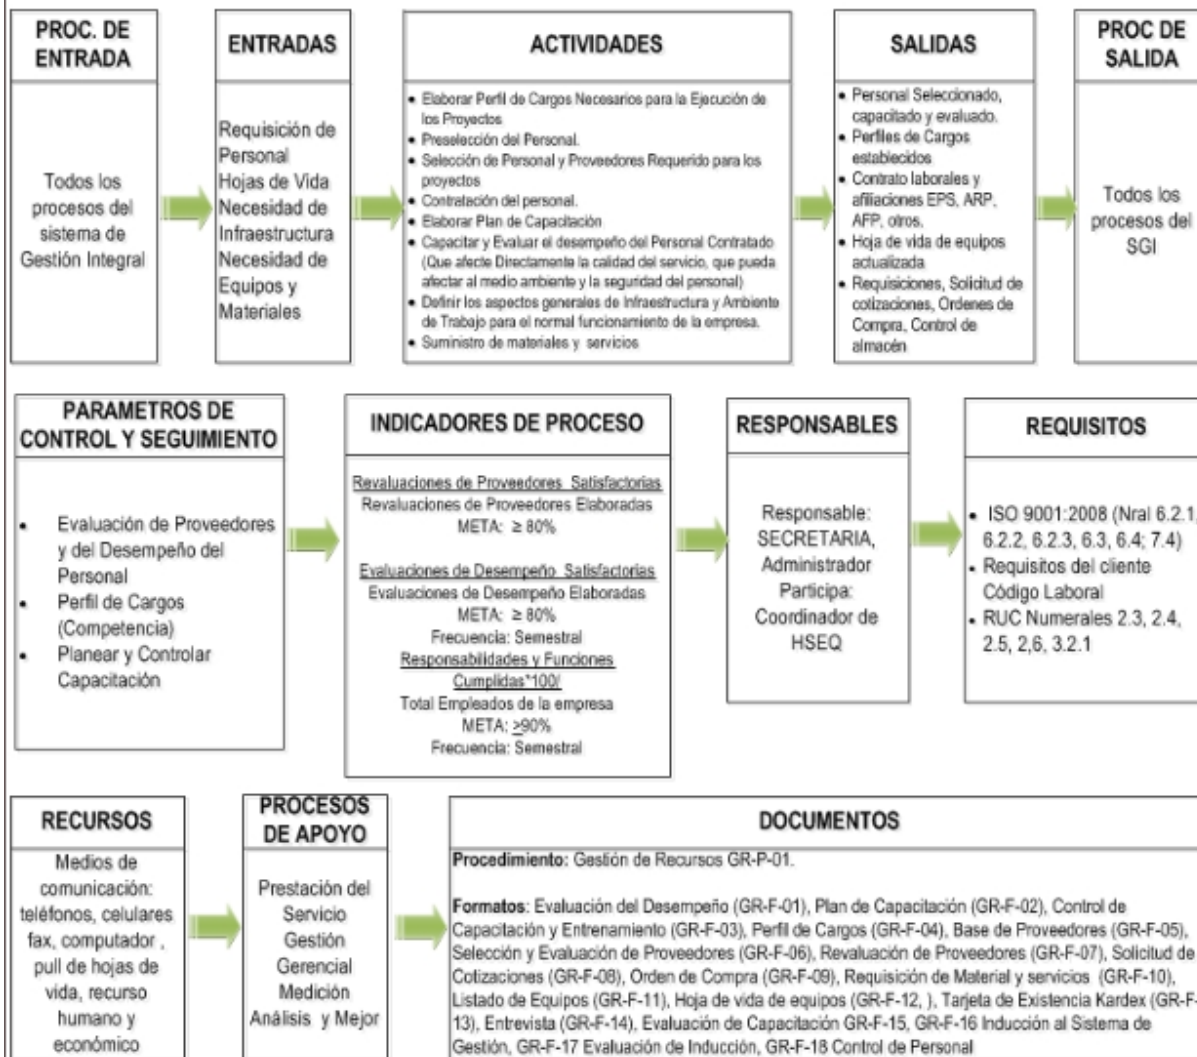 PROC. DE
ENTRADA
Todos los
procesos del
sistema de
Gestión Integral
ENTRADAS
Requisición de
Personal
Hojas de Vida
Necesidad de
Infraestructura
Necesidad de
Equipos y
Materiales
ACTIVIDADES
• Elaborar Perfil de Cargos Necesarios para la Ejecución de
los Proyectos
• Preselección del Personal.
• Selección de Personal y Proveedores Requerido para los
proyectos
• Contratación del personal.
• Elaborar Plan de Capacitación
• Capacitar y Evaluar el desempeño del Personal Contratado
(Que afecte Directamente la calidad del servicio, que pueda
afectar al medio ambiente y la seguridad del personal)
• Definir los aspectos generales de Infraestructura y Ambiente
de Trabajo para el normal funcionamiento de la empresa.
• Suministro de materiales y servicios
SALIDAS
• Personal Seleccionado,
capacitado y evaluado.
• Perfiles de Cargos
establecidos
• Contrato laborales y
afiliaciones EPS, ARP,
AFP, otros.
• Hoja de vida de equipos
actualizada
• Requisiciones, Solicitud de
cotizaciones, Ordenes de
Compra, Control de
almacén
PROC DE
SALIDA
Todos los
procesos del
SGI
PARAMETROS DE
CONTROL Y SEGUIMIENTO
• Evaluación de Proveedores
y del Desempeño del
Personal
• Perfil de Cargos
(Competencia)
• Planear y Controlar
Capacitación
INDICADORES DE PROCESO
Revaluaciones de Proveedores Satisfactorias
Revaluaciones de Proveedores Elaboradas
META: ≥ 80%
Evaluaciones de Desempeño Satisfactorias
Evaluaciones de Desempeño Elaboradas
META: ≥ 80%
Frecuencia: Semestral
Responsabilidades y Funciones
Cumplidas*100/
Total Empleados de la empresa
META: >90%
Frecuencia: Semestral
RESPONSABLES
Responsable:
SECRETARIA,
Administrador
Participa:
Coordinador de
HSEQ
REQUISITOS
• ISO 9001:2008 (Nral 6.2.1,
6.2.2, 6.2.3, 6.3, 6.4; 7.4)
• Requisitos del cliente
Código Laboral
• RUC Numerales 2.3, 2.4,
2.5, 2,6, 3.2.1
RECURSOS
Medios de
comunicación:
teléfonos, celulares
fax, computador ,
pull de hojas de
vida, recurso
humano y
económico
PROCESOS
DE APOYO
Prestación del
Servicio
Gestión
Gerencial
Medición
Análisis y Mejor
DOCUMENTOS
Procedimiento: Gestión de Recursos GR-P-01.
Formatos: Evaluación del Desempeño (GR-F-01), Plan de Capacitación (GR-F-02), Control de
Capacitación y Entrenamiento (GR-F-03), Perfil de Cargos (GR-F-04), Base de Proveedores (GR-F-05),
Selección y Evaluación de Proveedores (GR-F-06), Revaluación de Proveedores (GR-F-07), Solicitud de
Cotizaciones (GR-F-08), Orden de Compra (GR-F-09), Requisición de Material y servicios (GR-F-10),
Listado de Equipos (GR-F-11), Hoja de vida de equipos (GR-F-12, ), Tarjeta de Existencia Kardex (GR-F-
13), Entrevista (GR-F-14), Evaluación de Capacitación GR-F-15, GR-F-16 Inducción al Sistema de
Gestión, GR-F-17 Evaluación de Inducción, GR-F-18 Control de Personal